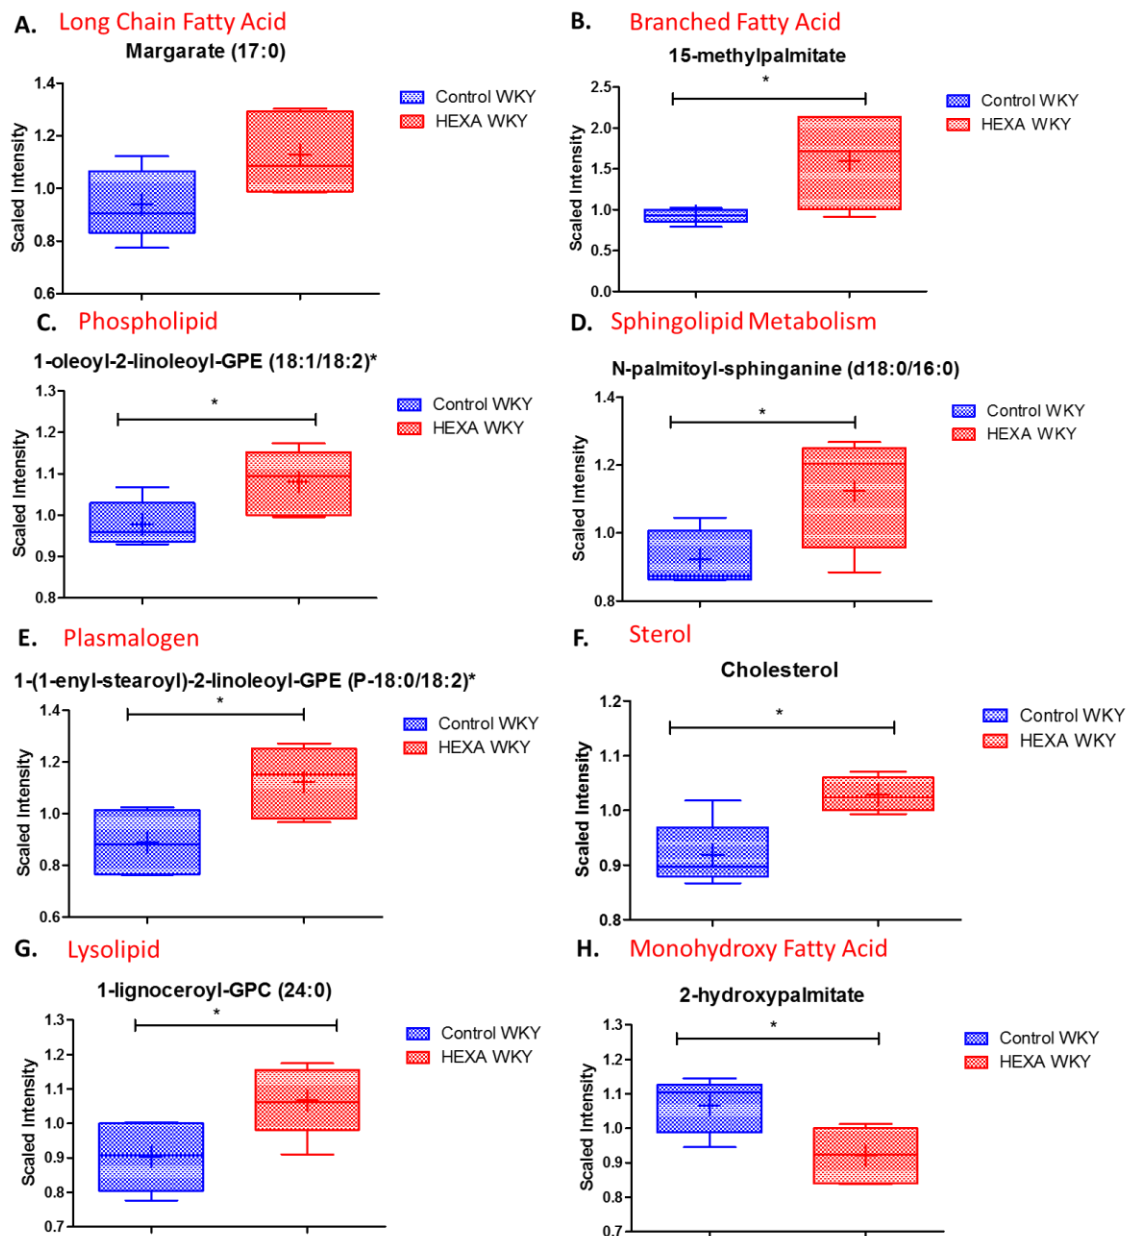 A. Long Chain Fatty Acid
Margarate (17:0)
Scaled Intensity
1.4
1.2
1.0
0.8
0.6
Control WKY
HEXA WKY
B. Branched Fatty Acid
15-methylpalmitate
Scaled Intensity
2.5
2.0
1.5
1.0
0.5
0.0
*
Control WKY
HEXA WKY
C. Phospholipid
1-oleoyl-2-linoleoyl-GPE (18:1/18:2)*
Scaled Intensity
1.3
1.2
1.1
1.0
0.9
0.8
*
Control WKY
HEXA WKY
D. Sphingolipid Metabolism
N-palmitoyl-sphinganine (d18:0/16:0)
Scaled Intensity
1.4
1.2
1.0
0.8
*
Control WKY
HEXA WKY
E. Plasmalogen
1-(1-enyl-stearoyl)-2-linoleoyl-GPE (P-18:0/18:2)*
Scaled Intensity
1.4
1.2
1.0
0.8
0.6
*
Control WKY
HEXA WKY
F. Sterol
Cholesterol
Scaled Intensity
1.2
1.1
1.0
0.9
0.8
*
Control WKY
HEXA WKY
G. Lysolipid
1-lignoceroyl-GPC (24:0)
Scaled Intensity
1.3
1.2
1.1
1.0
0.9
0.8
0.7
*
Control WKY
HEXA WKY
H. Monohydroxy Fatty Acid
2-hydroxypalmitate
Scaled Intensity
1.3
1.2
1.1
1.0
0.9
0.8
0.7
*
Control WKY
HEXA WKY